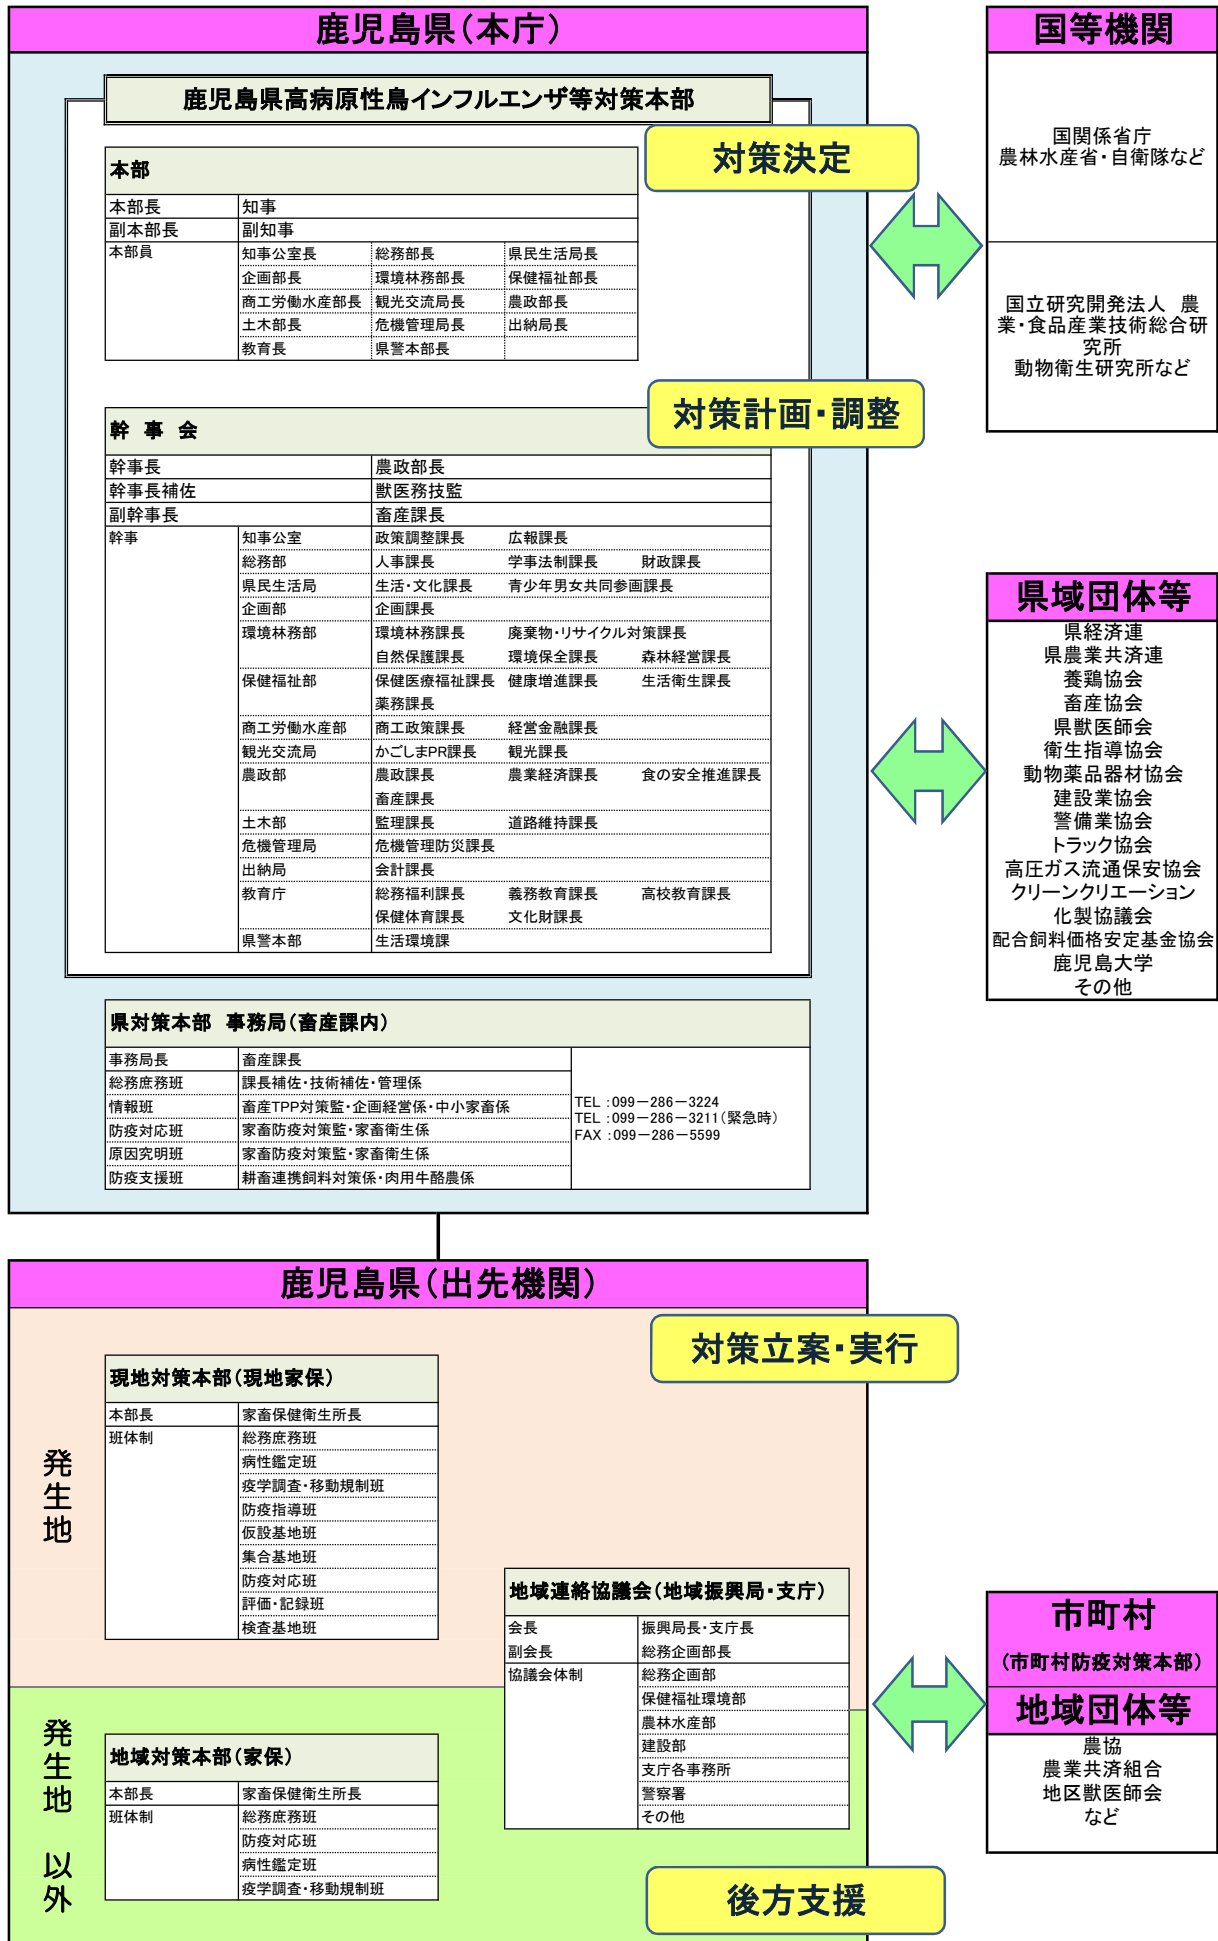 鹿児島県（本庁）
鹿児島県高病原性鳥インフルエンザ等対策本部
対策決定
本部
本部長 知事
副本部長 副知事
本部員 知事公室長 総務部長 県民生活局長
企画部長 環境林務部長 保健福祉部長
商工労働水産部長 観光交流局長 農政部長
土木部長 危機管理局長 出納局長
教育長 県警本部長
対策計画・調整
幹 事 会
幹事長 農政部長
幹事長補佐 獣医務技監
副幹事長 畜産課長
幹事 知事公室 政策調整課長 広報課長
総務部 人事課長 学事法制課長 財政課長
県民生活局 生活・文化課長 青少年男女共同参画課長
企画部 企画課長
環境林務部 環境林務課長 廃棄物・リサイクル対策課長
自然保護課長 環境保全課長 森林経営課長
保健福祉部 保健医療福祉課長 健康増進課長 生活衛生課長
薬務課長
商工労働水産部 商工政策課長 経営金融課長
観光交流局 かごしまPR課長 観光課長
農政部 農政課長 農業経済課長 食の安全推進課長
畜産課長
土木部 監理課長 道路維持課長
危機管理局 危機管理防災課長
出納局 会計課長
教育庁 総務福利課長 義務教育課長 高校教育課長
保健体育課長 文化財課長
県警本部 生活環境課
県対策本部 事務局（畜産課内）
事務局長 畜産課長
総務庶務班 課長補佐・技術補佐・管理係
情報班 畜産TPP対策監・企画経営係・中小家畜係
防疫対応班 家畜防疫対策監・家畜衛生係
原因究明班 家畜防疫対策監・家畜衛生係
防疫支援班 耕畜連携飼料対策係・肉用牛酪農係
TEL：099－286－3224
TEL：099－286－3211（緊急時）
FAX：099－286－5599
国等機関
国関係省庁
農林水産省・自衛隊など
国立研究開発法人 農
業・食品産業技術総合研
究所
動物衛生研究所など
県域団体等
県経済連
県農業共済連
養鶏協会
畜産協会
県獣医師会
衛生指導協会
動物薬品器材協会
建設業協会
警備業協会
トラック協会
高圧ガス流通保安協会
クリーンクリエーション
化製協議会
配合飼料価格安定基金協会
鹿児島大学
その他
鹿児島県（出先機関）
対策立案・実行
発生地
現地対策本部（現地家保）
本部長 家畜保健衛生所長
班体制 総務庶務班
病性鑑定班
疫学調査・移動規制班
防疫指導班
仮設基地班
集合基地班
防疫対応班
評価・記録班
検査基地班
地域連絡協議会（地域振興局・支庁）
会長 振興局長・支庁長
副会長 総務企画部長
協議会体制 総務企画部
保健福祉環境部
農林水産部
建設部
支庁各事務所
警察署
その他
発生地 以外
地域対策本部（家保）
本部長 家畜保健衛生所長
班体制 総務庶務班
防疫対応班
病性鑑定班
疫学調査・移動規制班
後方支援
市町村
（市町村防疫対策本部）
地域団体等
農協
農業共済組合
地区獣医師会
など